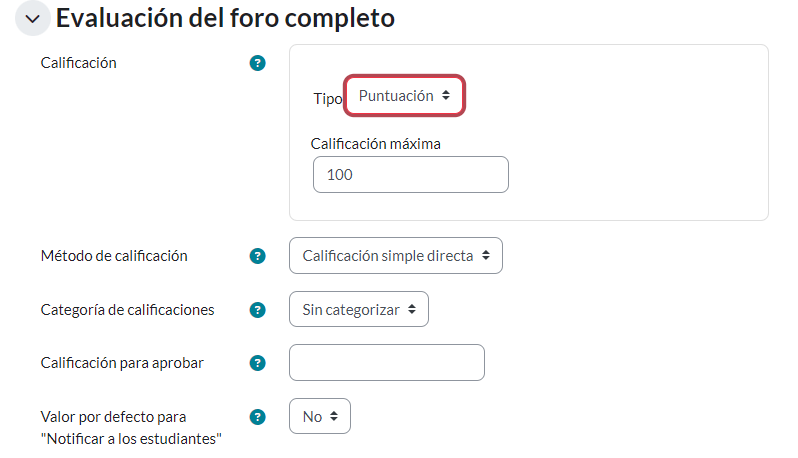 Evaluación del foro completo
Calificación ?
Tipo Puntuación
Calificación máxima
100
Método de calificación ? Calificación simple directa
Categoría de calificaciones ? Sin categorizar
Calificación para aprobar ?
Valor por defecto para ? No
"Notificar a los estudiantes"